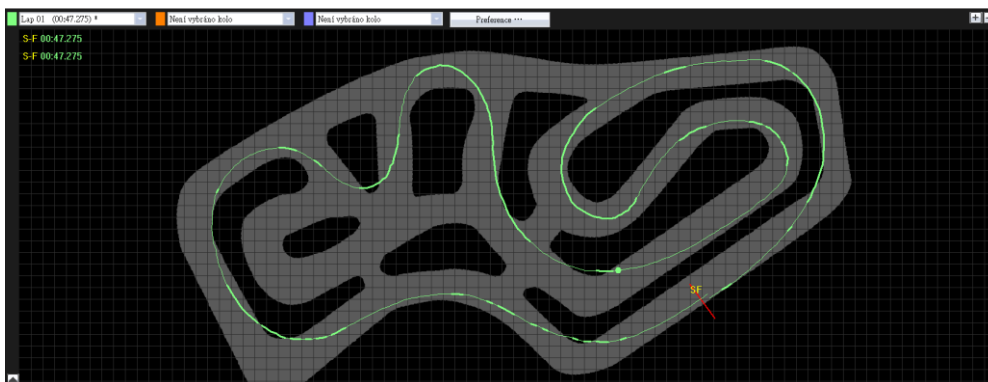 Lap 01 (00:47.275) *
Není vybráno kolo
Není vybráno kolo
Preference ...
S-F 00:47.275
S-F 00:47.275
SF